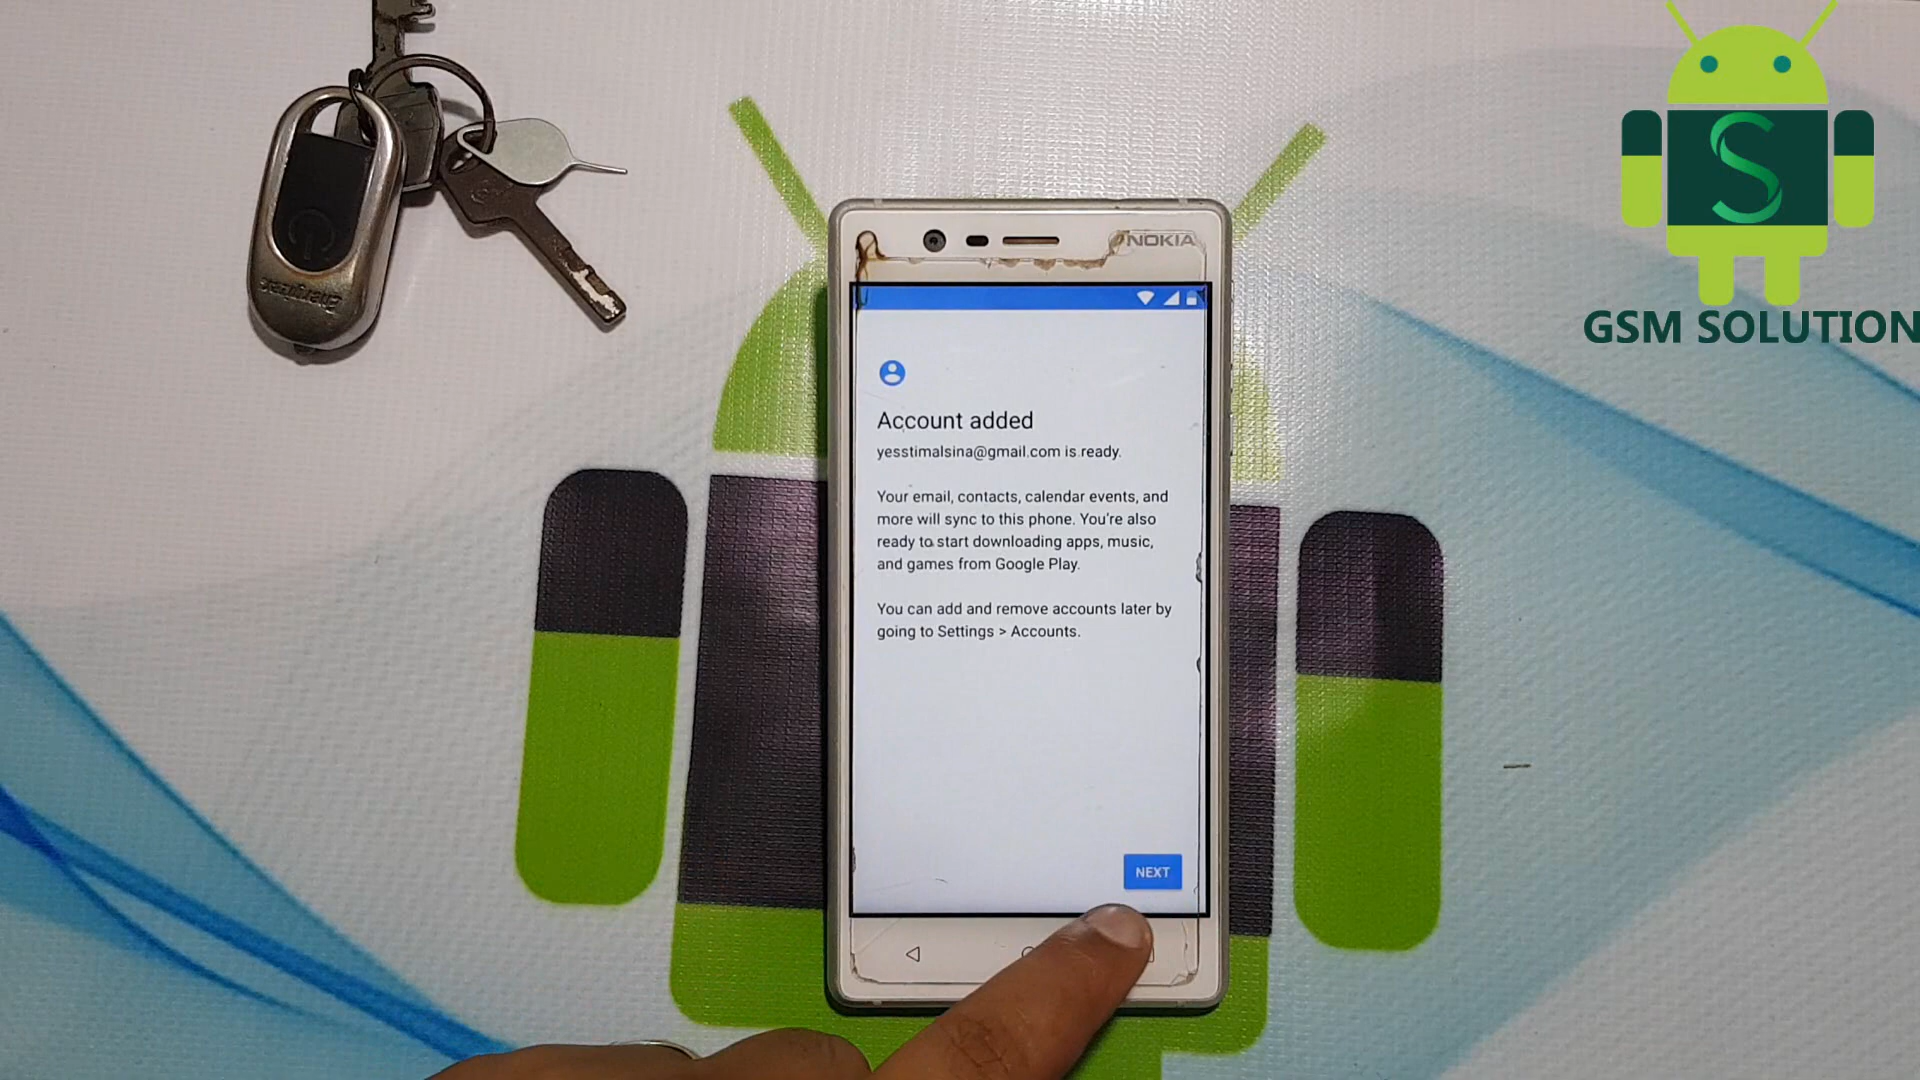 NOKIA
GSM SOLUTION
S
Account added
yesstimalsina@gmail.com is ready.
Your email, contacts, calendar events, and
more will sync to this phone. You're also
ready to start downloading apps, music,
and games from Google Play.
You can add and remove accounts later by
going to Settings > Accounts.
NEXT